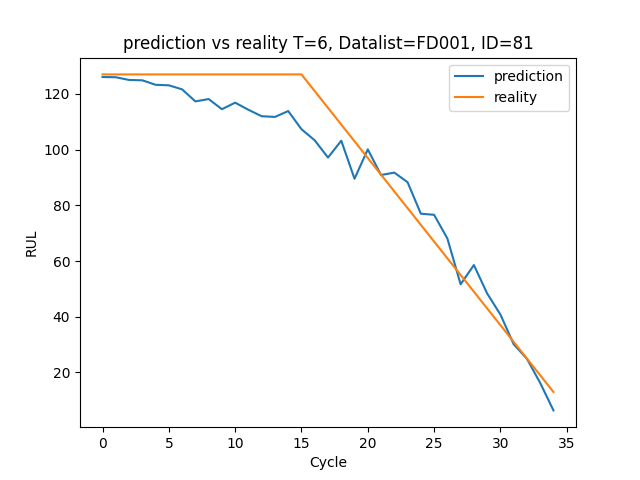 prediction vs reality T=6, Datalist=FD001, ID=81
prediction
reality
RUL
120
100
80
60
40
20
0 5 10 15 20 25 30 35
Cycle